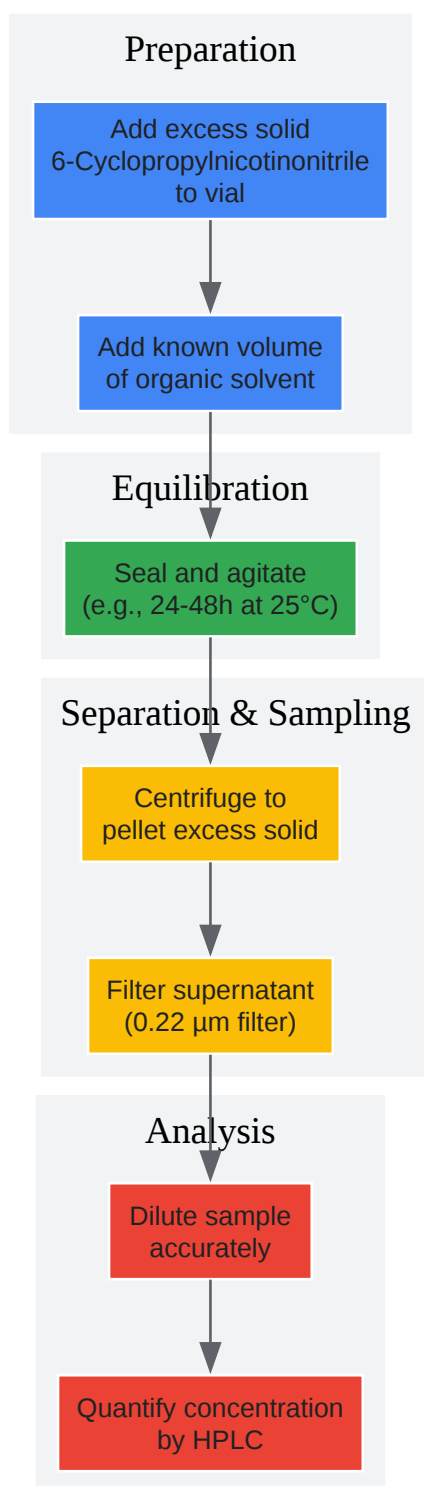 Preparation
Add excess solid
6-Cyclopropylnicotinonitrile
to vial
Add known volume
of organic solvent
Equilibration
Seal and agitate
(e.g., 24-48h at 25°C)
Separation & Sampling
Centrifuge to
pellet excess solid
Filter supernatant
(0.22 µm filter)
Analysis
Dilute sample
accurately
Quantify concentration
by HPLC